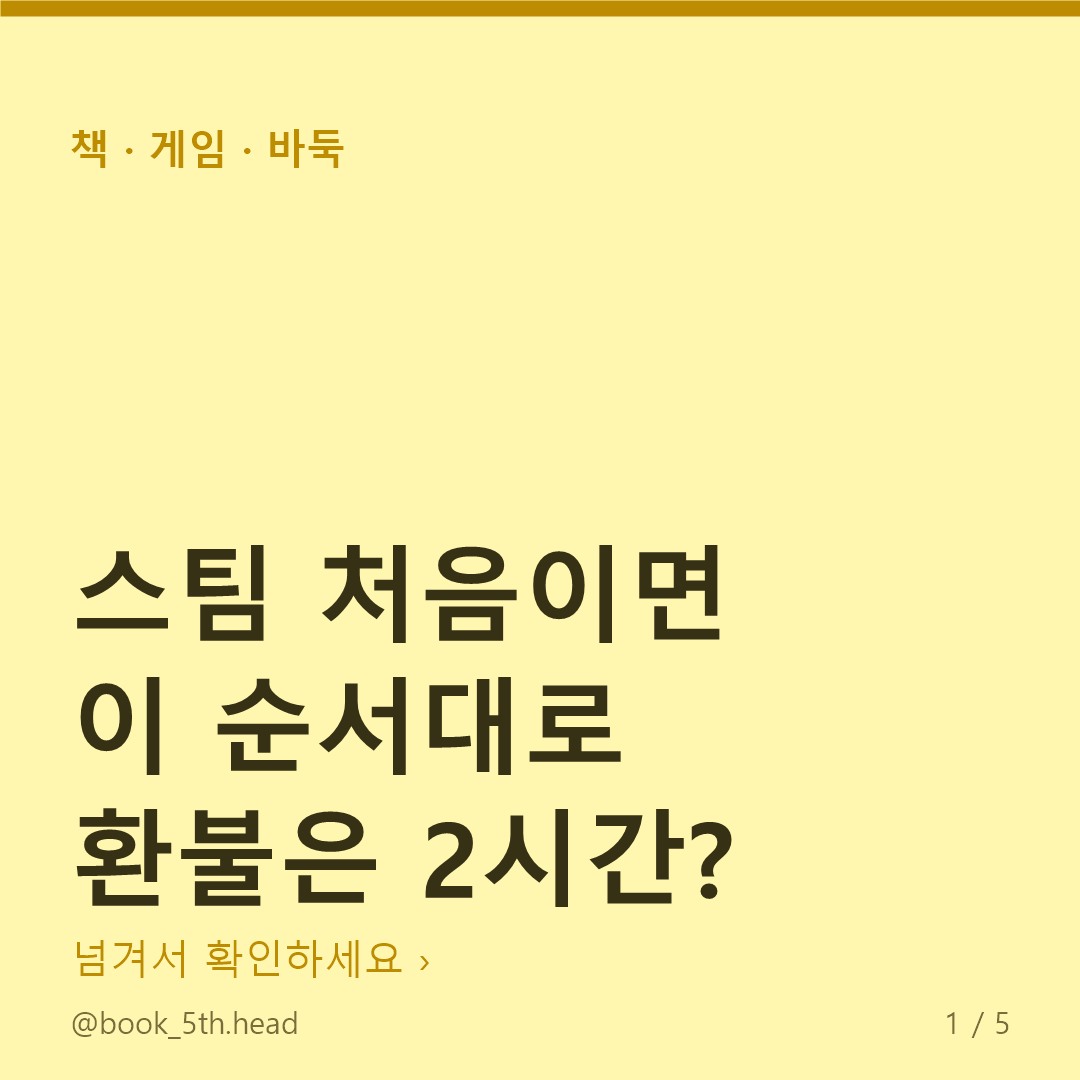 책 · 게임 · 바둑
스팀 처음이면
이 순서대로
환불은 2시간?
넘겨서 확인하세요 ›
@book_5th.head
1 / 5